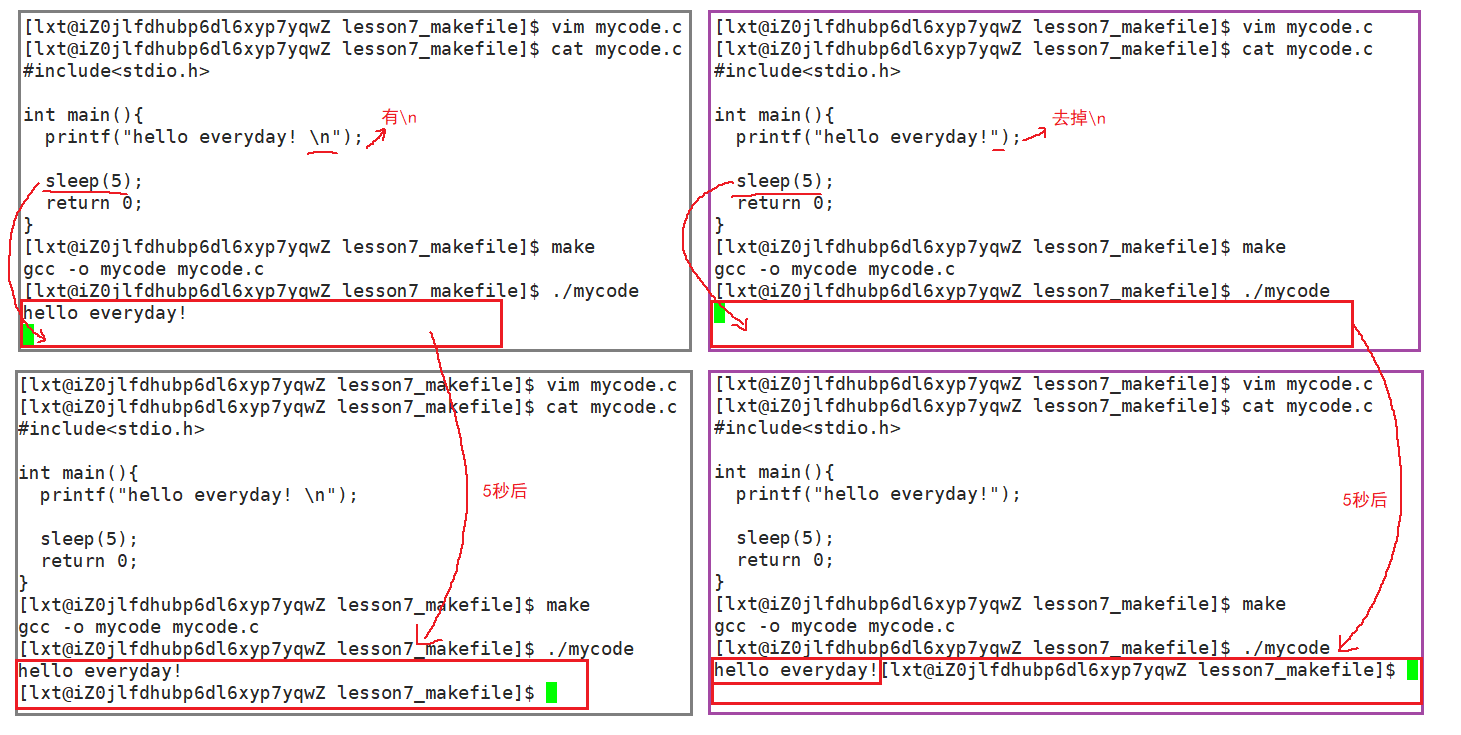 [lxt@iZ0jlfdhubp6dl6xyp7yqwZ lesson7_makefile]$ vim mycode.c
[lxt@iZ0jlfdhubp6dl6xyp7yqwZ lesson7_makefile]$ cat mycode.c
#include<stdio.h>
int main(){
有\n
printf("hello everyday! \n");
sleep(5);
return 0;
}
[lxt@iZ0jlfdhubp6dl6xyp7yqwZ lesson7_makefile]$ make
gcc -o mycode mycode.c
[lxt@iZ0jlfdhubp6dl6xyp7yqwZ lesson7_makefile]$ ./mycode
hello everyday!
[lxt@iZ0jlfdhubp6dl6xyp7yqwZ lesson7_makefile]$ vim mycode.c
[lxt@iZ0jlfdhubp6dl6xyp7yqwZ lesson7_makefile]$ cat mycode.c
#include<stdio.h>
int main(){
去掉\n
printf("hello everyday!");
sleep(5);
return 0;
}
[lxt@iZ0jlfdhubp6dl6xyp7yqwZ lesson7_makefile]$ make
gcc -o mycode mycode.c
[lxt@iZ0jlfdhubp6dl6xyp7yqwZ lesson7_makefile]$ ./mycode
[lxt@iZ0jlfdhubp6dl6xyp7yqwZ lesson7_makefile]$ vim mycode.c
[lxt@iZ0jlfdhubp6dl6xyp7yqwZ lesson7_makefile]$ cat mycode.c
#include<stdio.h>
int main(){
printf("hello everyday! \n");
5秒后
sleep(5);
return 0;
}
[lxt@iZ0jlfdhubp6dl6xyp7yqwZ lesson7_makefile]$ make
gcc -o mycode mycode.c
[lxt@iZ0jlfdhubp6dl6xyp7yqwZ lesson7_makefile]$ ./mycode
hello everyday!
[lxt@iZ0jlfdhubp6dl6xyp7yqwZ lesson7_makefile]$
[lxt@iZ0jlfdhubp6dl6xyp7yqwZ lesson7_makefile]$ vim mycode.c
[lxt@iZ0jlfdhubp6dl6xyp7yqwZ lesson7_makefile]$ cat mycode.c
#include<stdio.h>
int main(){
printf("hello everyday!");
5秒后
sleep(5);
return 0;
}
[lxt@iZ0jlfdhubp6dl6xyp7yqwZ lesson7_makefile]$ make
gcc -o mycode mycode.c
[lxt@iZ0jlfdhubp6dl6xyp7yqwZ lesson7_makefile]$ ./mycode
hello everyday![lxt@iZ0jlfdhubp6dl6xyp7yqwZ lesson7_makefile]$